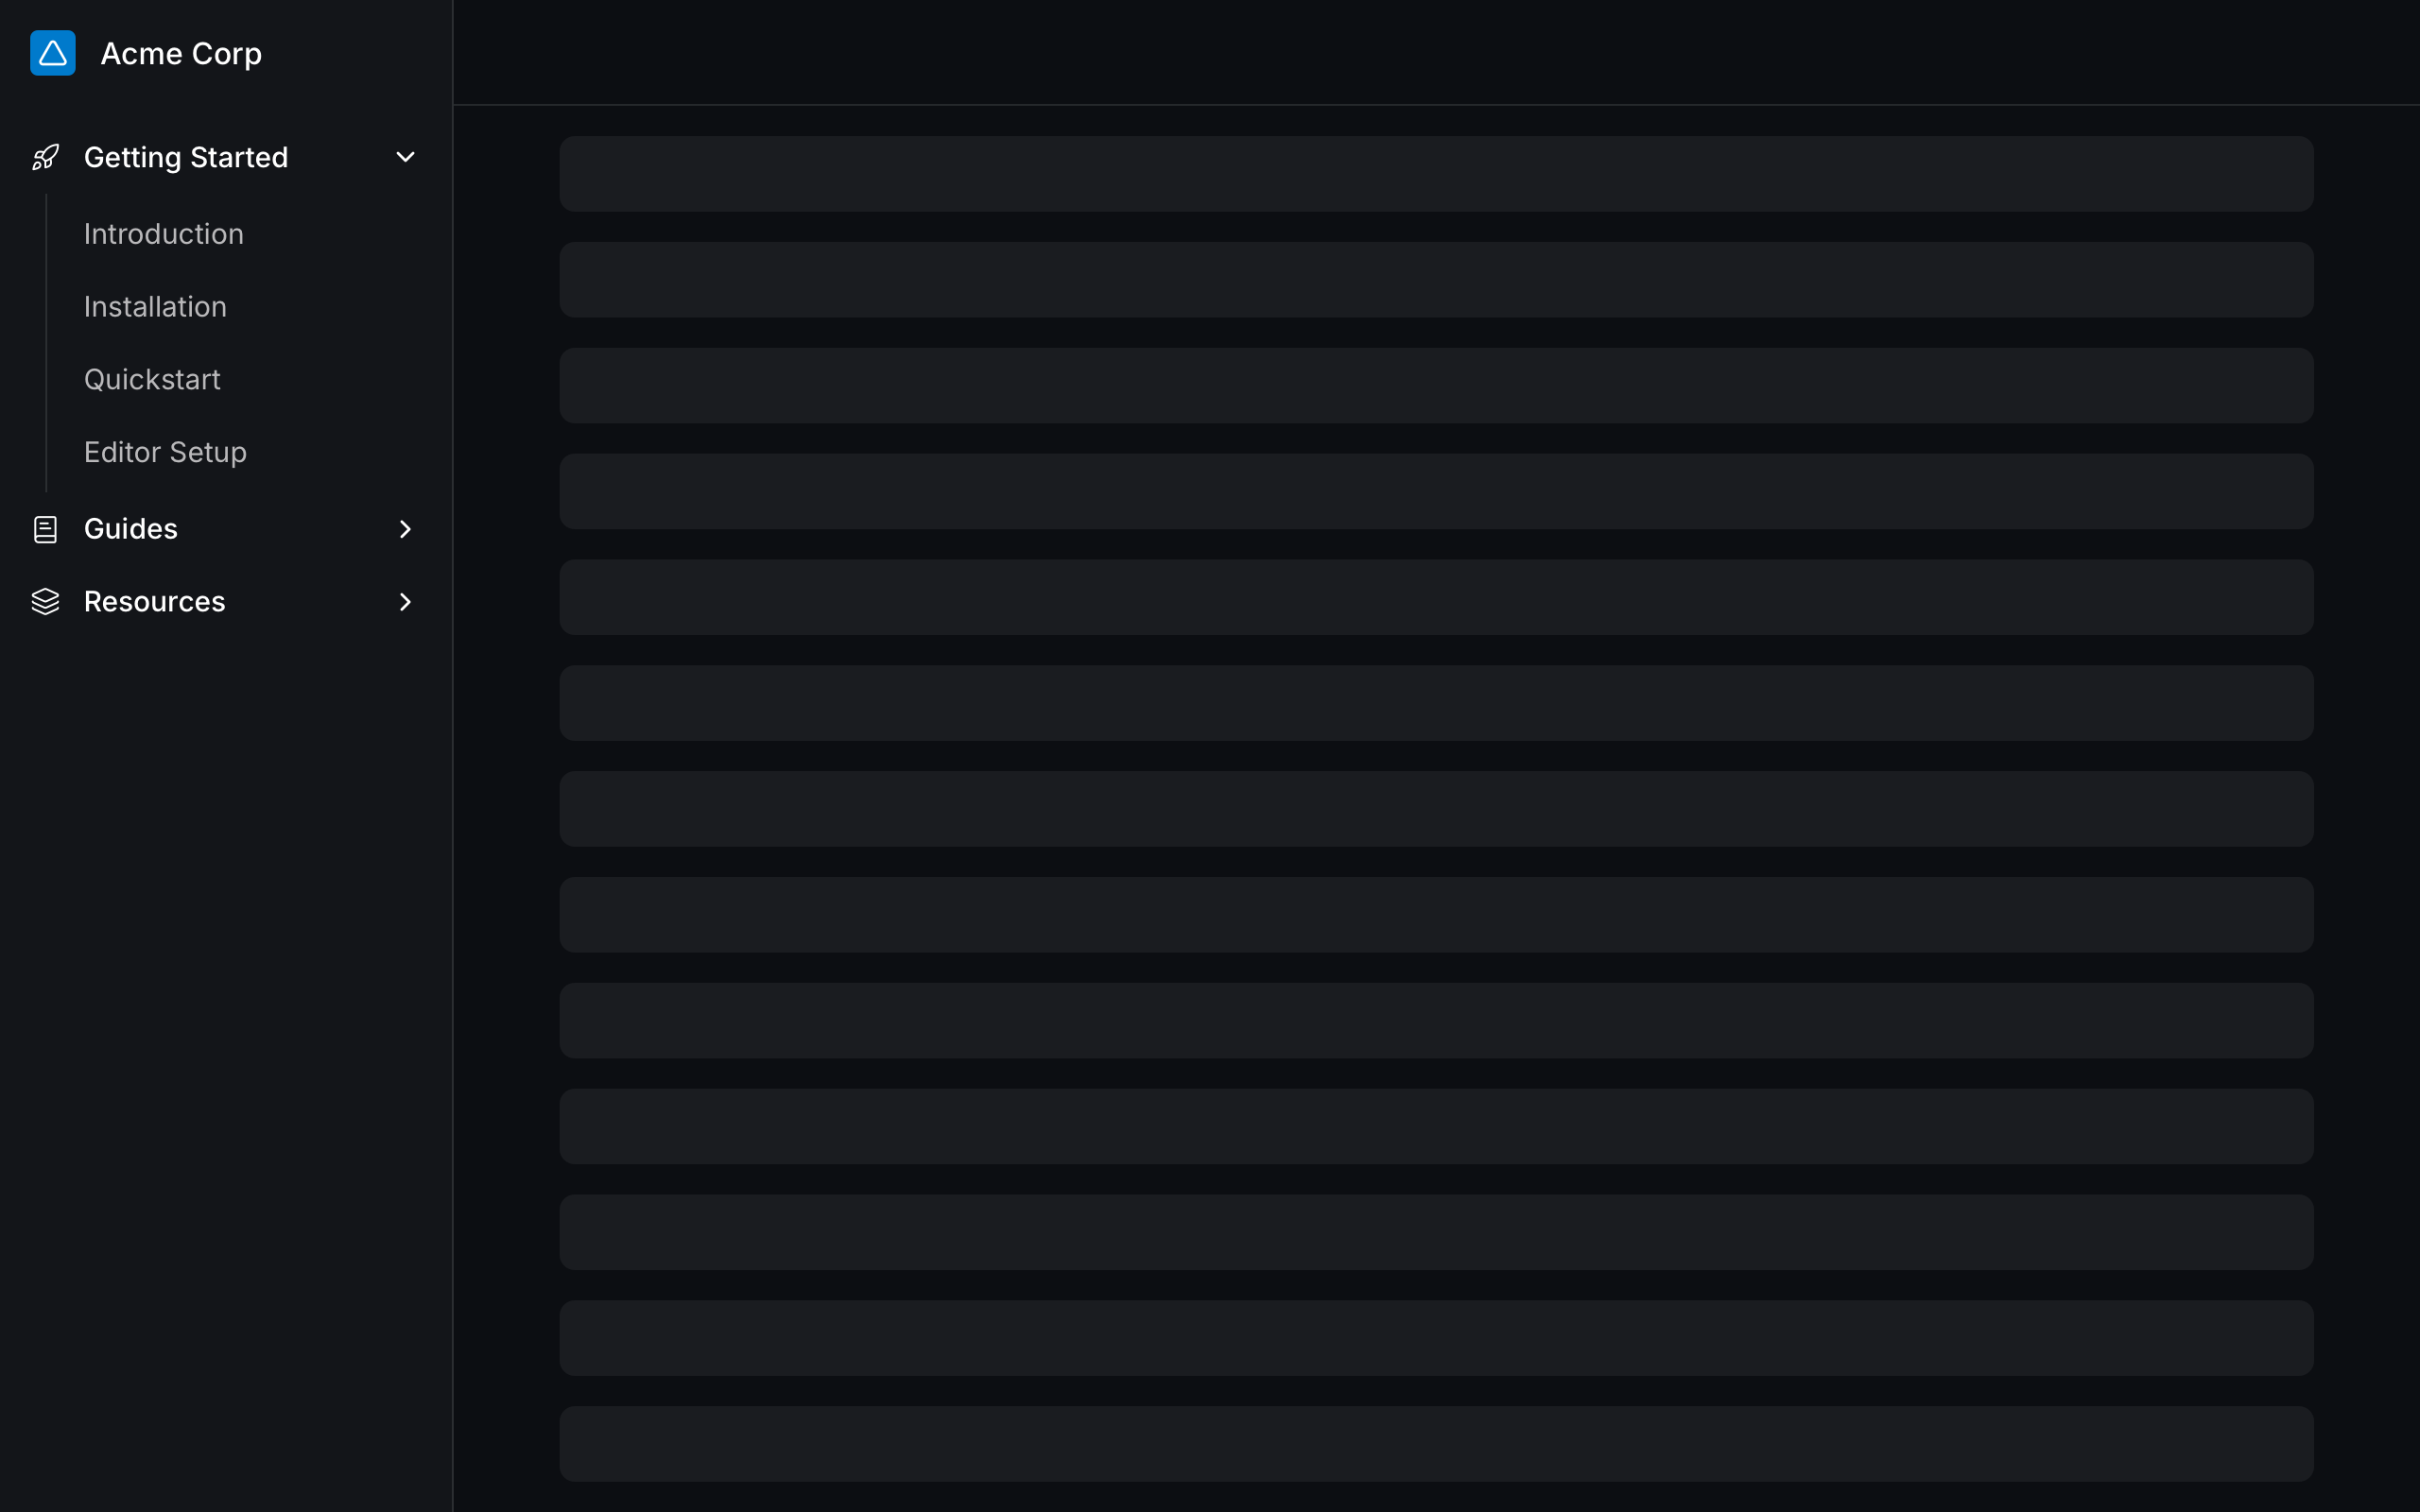 Acme Corp
Getting Started
Introduction
Installation
Quickstart
Editor Setup
Guides
Resources